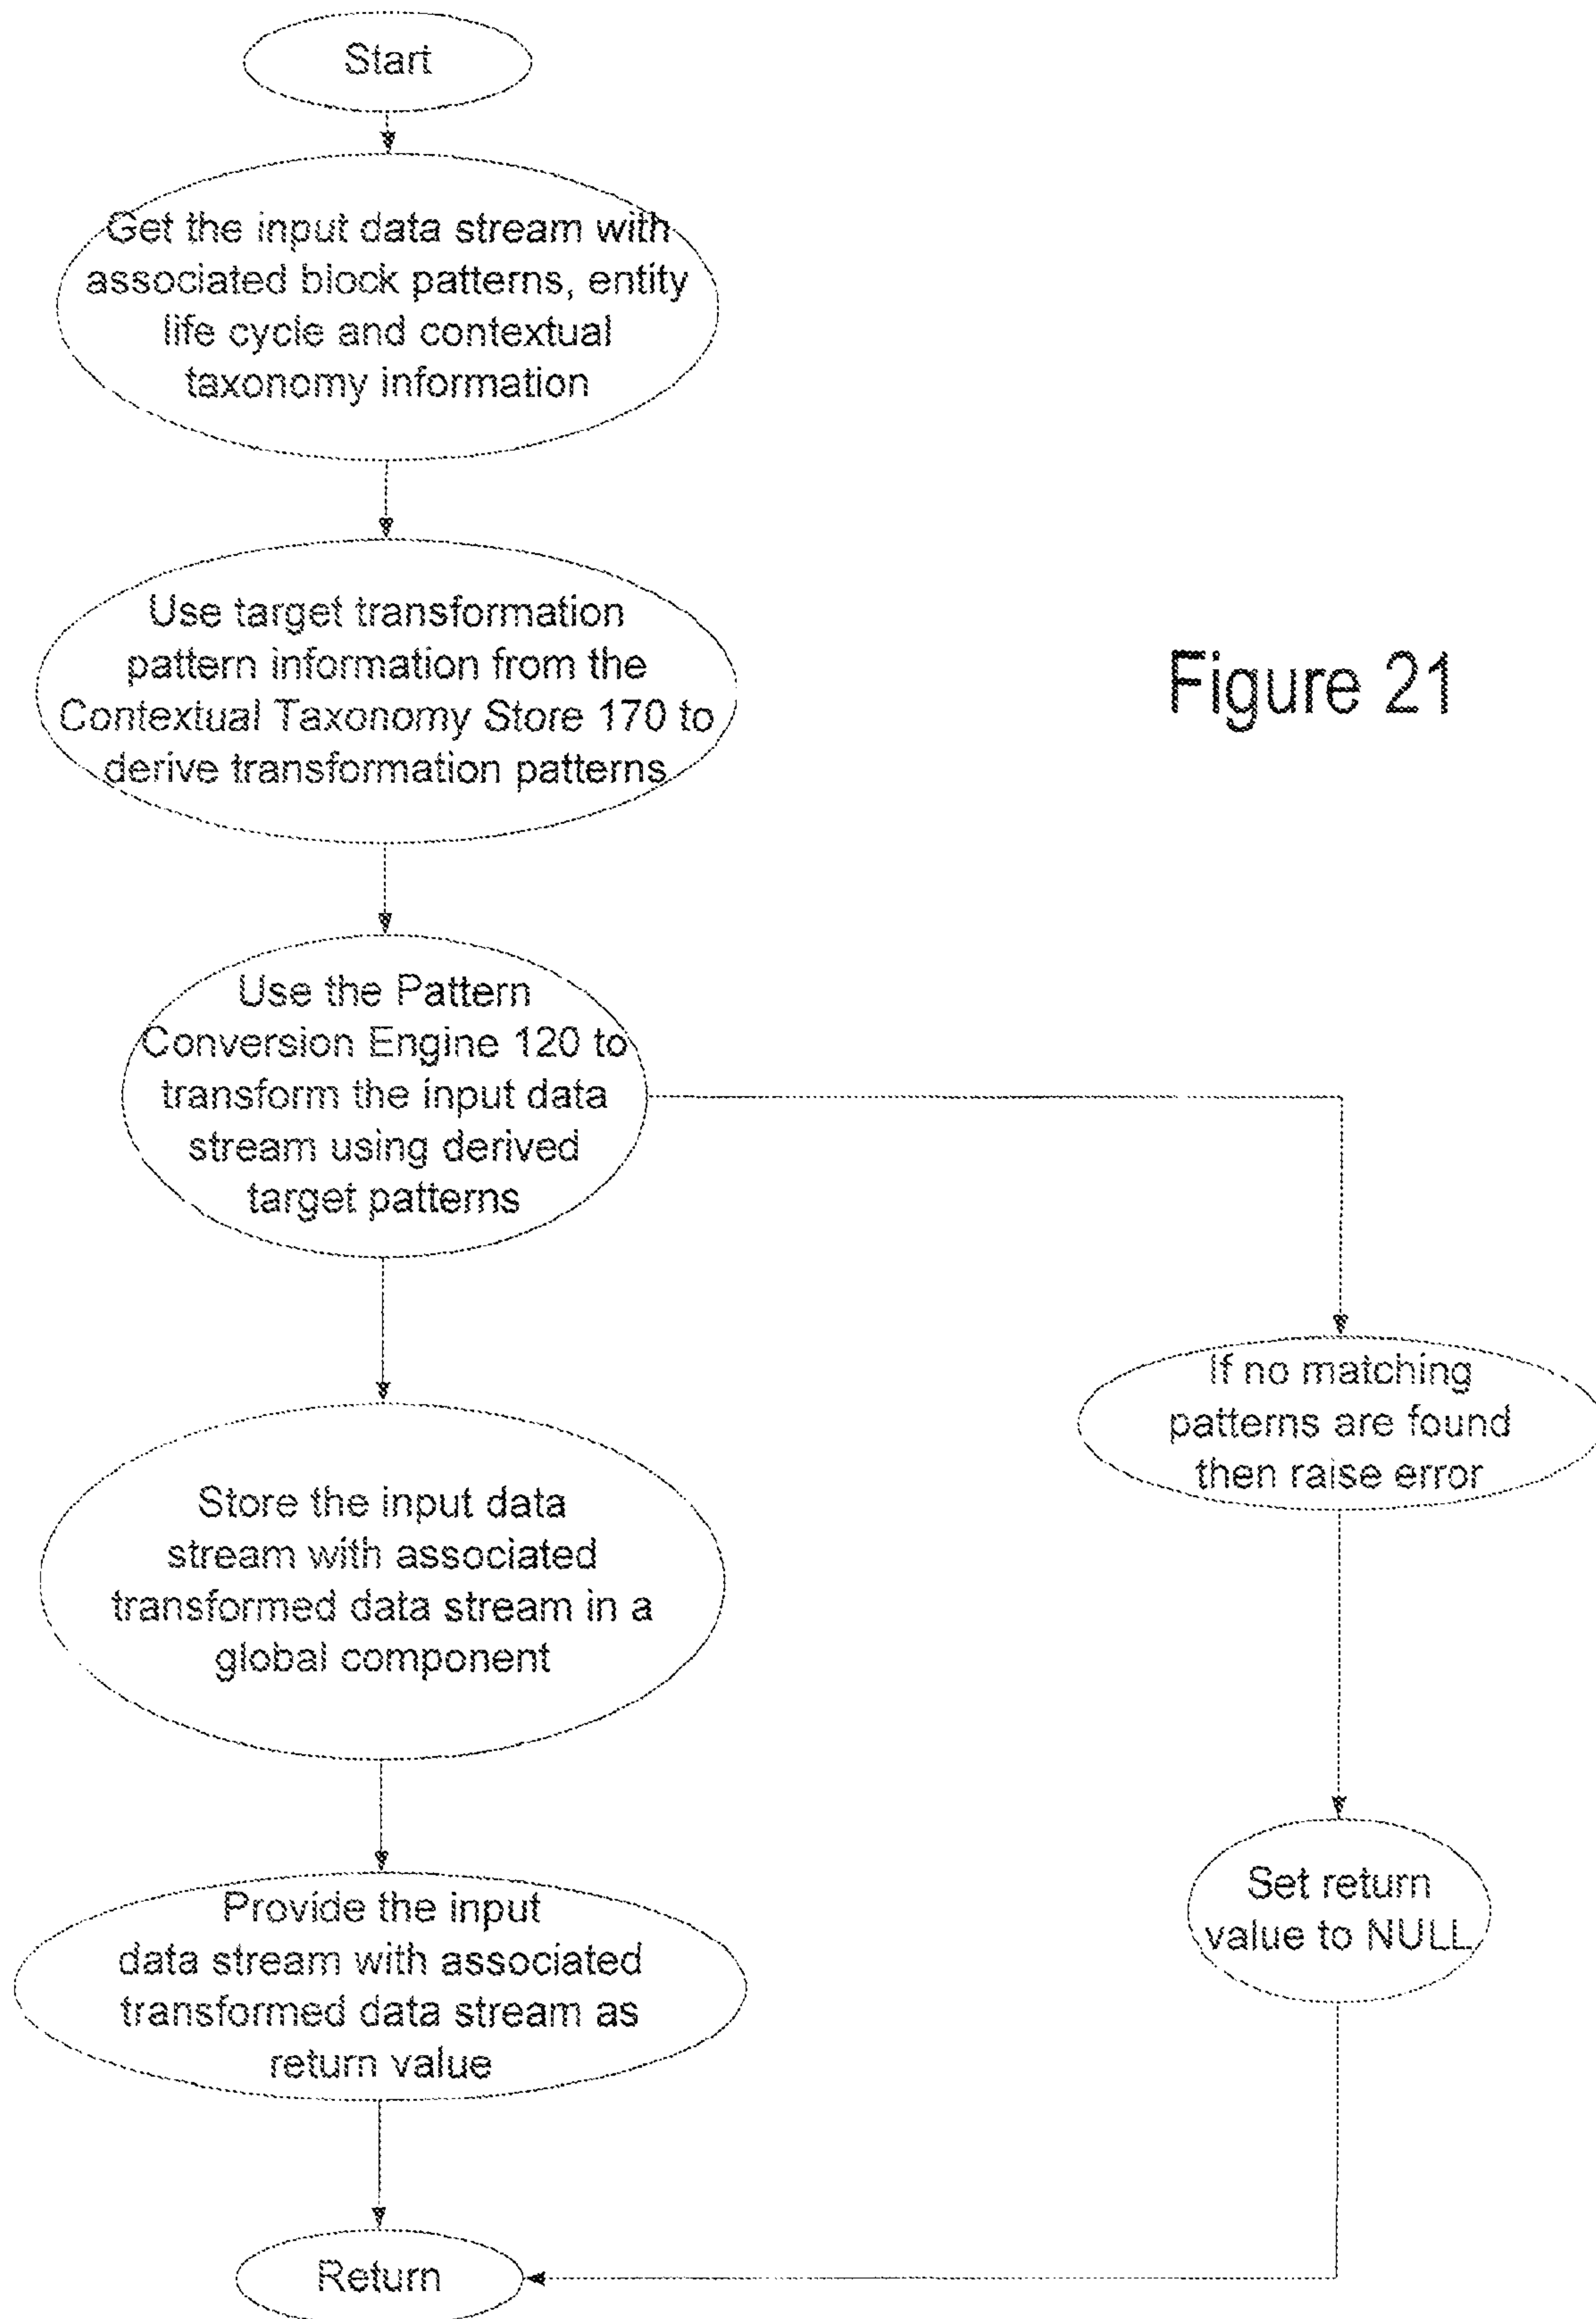 Start
Get the input data stream with
associated block patterns, entity
life cycle and contextual
taxonomy information
Use target transformation
pattern information from the
Contextual Taxonomy Store 170 to
derive transformation patterns
Figure 21
Use the Pattern
Conversion Engine 120 to
transform the input data
stream using derived
target patterns
If no matching
patterns are found
then raise error
Store the input data
stream with associated
transformed data stream in a
global component
Set return
value to NULL
Provide the input
data stream with associated
transformed data stream as
return value
Return